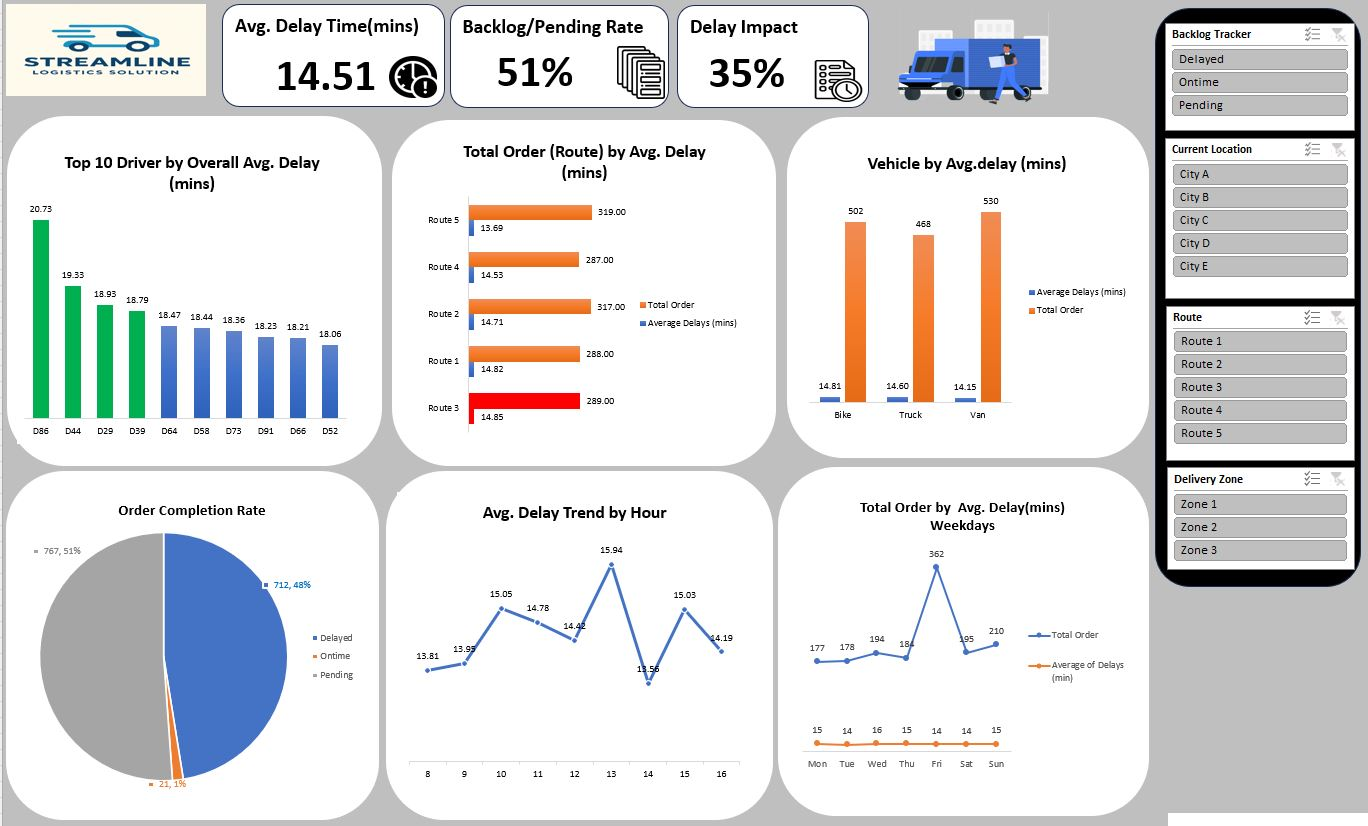 STREAMLINE
LOGISTICS SOLUTION
Avg. Delay Time(mins)
14.51
Backlog/Pending Rate
51%
Delay Impact
35%
Top 10 Driver by Overall Avg. Delay
(mins)
20.73
19.33
18.93
18.79
18.47
18.44
18.36
18.23
18.21
18.06
D86
D44
D29
D39
D64
D58
D73
D91
D66
D52
Total Order (Route) by Avg. Delay
(mins)
Route 5
319.00
13.69
Route 4
287.00
14.53
Route 2
317.00
14.71
Route 1
288.00
14.82
Route 3
289.00
14.85
Total Order
Average Delays (mins)
Vehicle by Avg.delay (mins)
502
468
530
14.81
14.60
14.15
Bike
Truck
Van
Average Delays (mins)
Total Order
Order Completion Rate
767, 51%
712, 48%
21, 1%
Delayed
Ontime
Pending
Avg. Delay Trend by Hour
13.81
13.95
15.05
14.78
14.42
15.94
13.56
15.03
14.19
8
9
10
11
12
13
14
15
16
Total Order by  Avg. Delay(mins)
Weekdays
177
178
194
184
362
195
210
15
14
16
15
14
14
15
Mon
Tue
Wed
Thu
Fri
Sat
Sun
Total Order
Average of Delays
(min)
Backlog Tracker
Delayed
Ontime
Pending
Current Location
City A
City B
City C
City D
City E
Route
Route 1
Route 2
Route 3
Route 4
Route 5
Delivery Zone
Zone 1
Zone 2
Zone 3